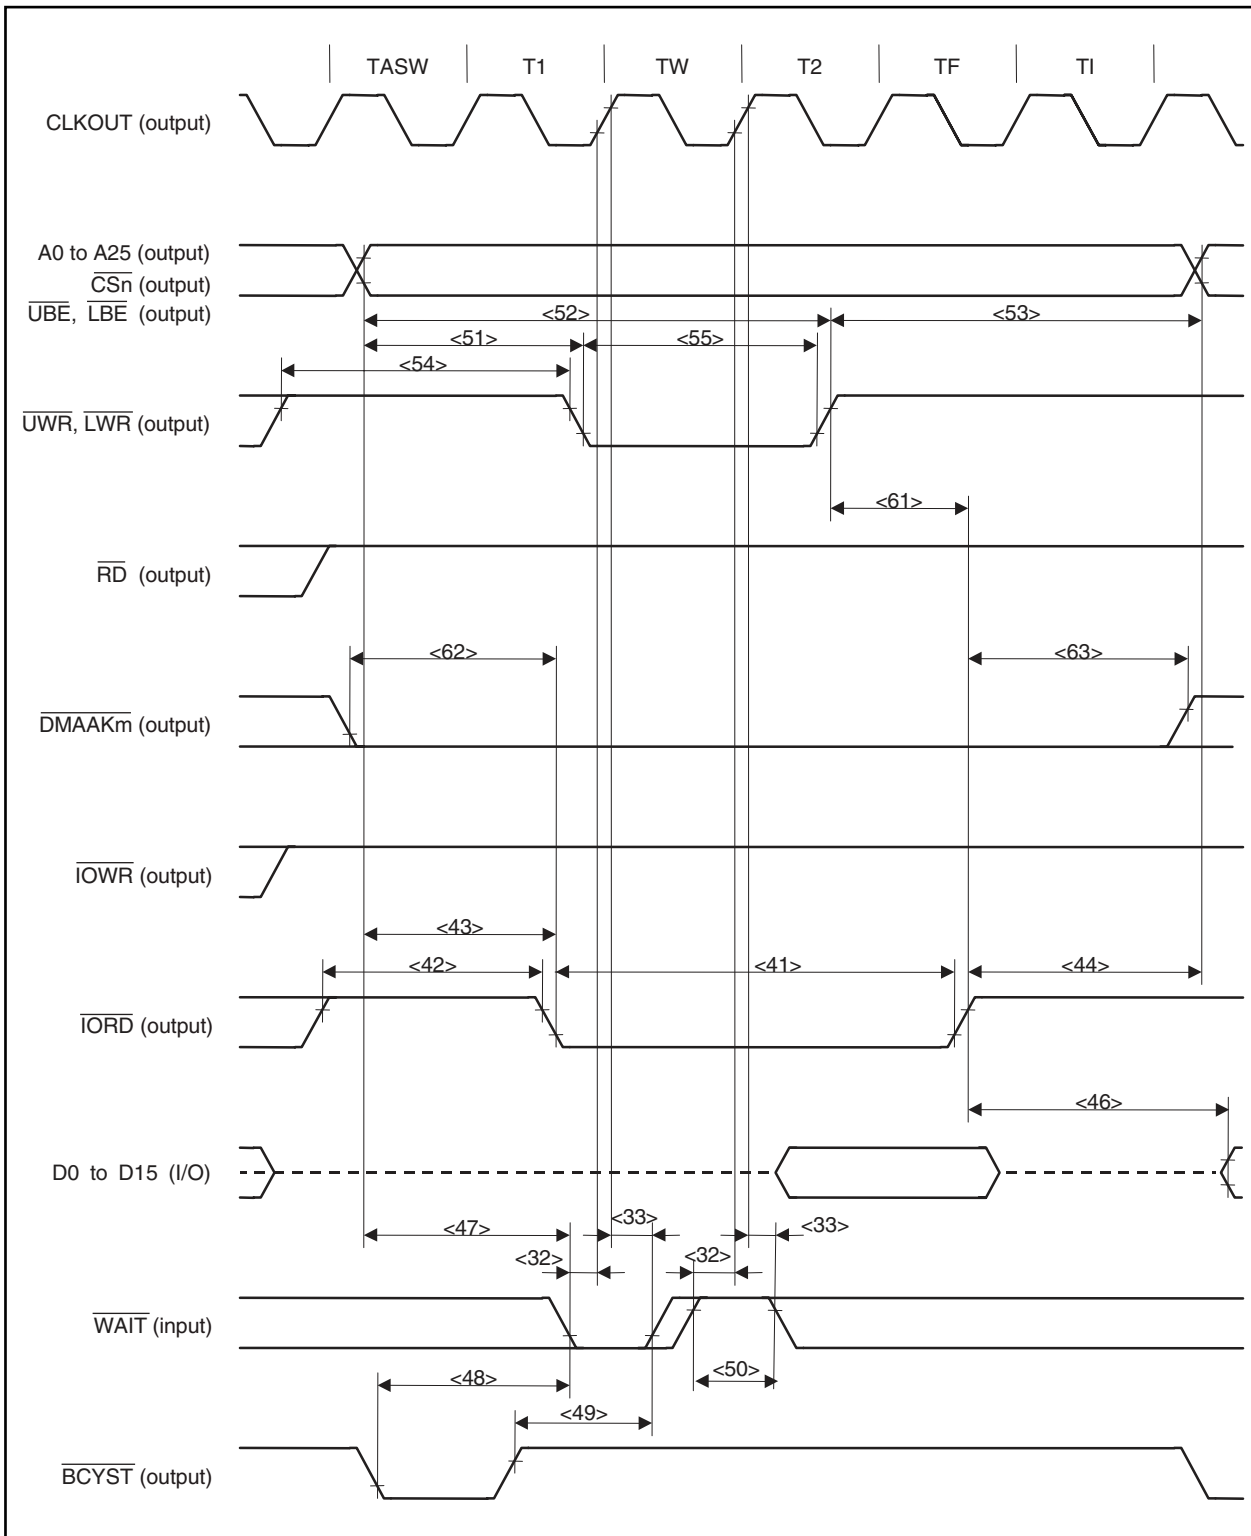 TASW T1 TW T2 TF TI
CLKOUT (output)
A0 to A25 (output)
CSn (output)
UBE, LBE (output)
<52> <53>
<51> <55>
<54>
UWR, LWR (output)
<61>
RD (output)
<62> <63>
DMAAKm (output)
IOWR (output)
<43>
<42> <41> <44>
IORD (output)
<46>
D0 to D15 (I/O)
<47> <33> <33>
<32> <32>
WAIT (input)
<48> <50>
<49>
BCYST (output)